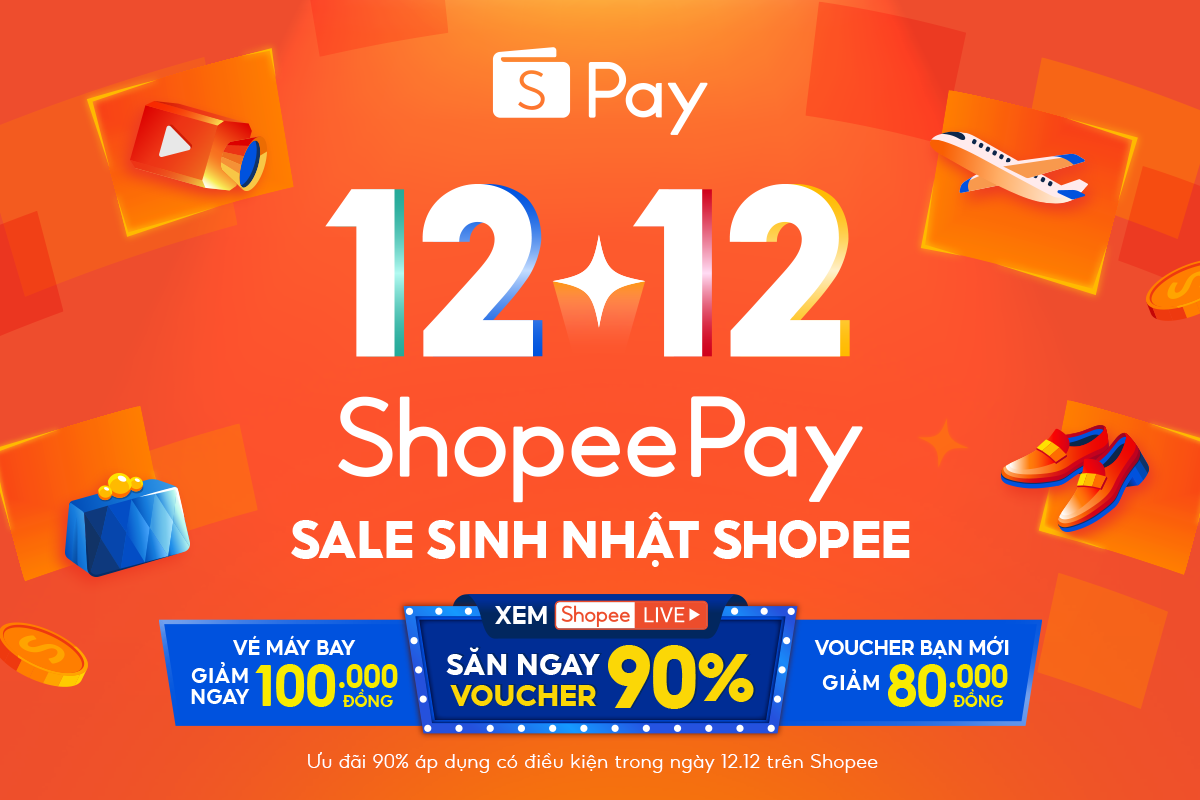 S Pay
12 12
ShopeePay
SALE SINH NHẬT SHOPEE
VÉ MÁY BAY
GIẢM NGAY 100.000 ĐỒNG
XEM Shopee LIVE
SĂN NGAY VOUCHER 90%
VOUCHER BẠN MỚI
GIẢM 80.000 ĐỒNG
Ưu đãi 90% áp dụng có điều kiện trong ngày 12.12 trên Shopee